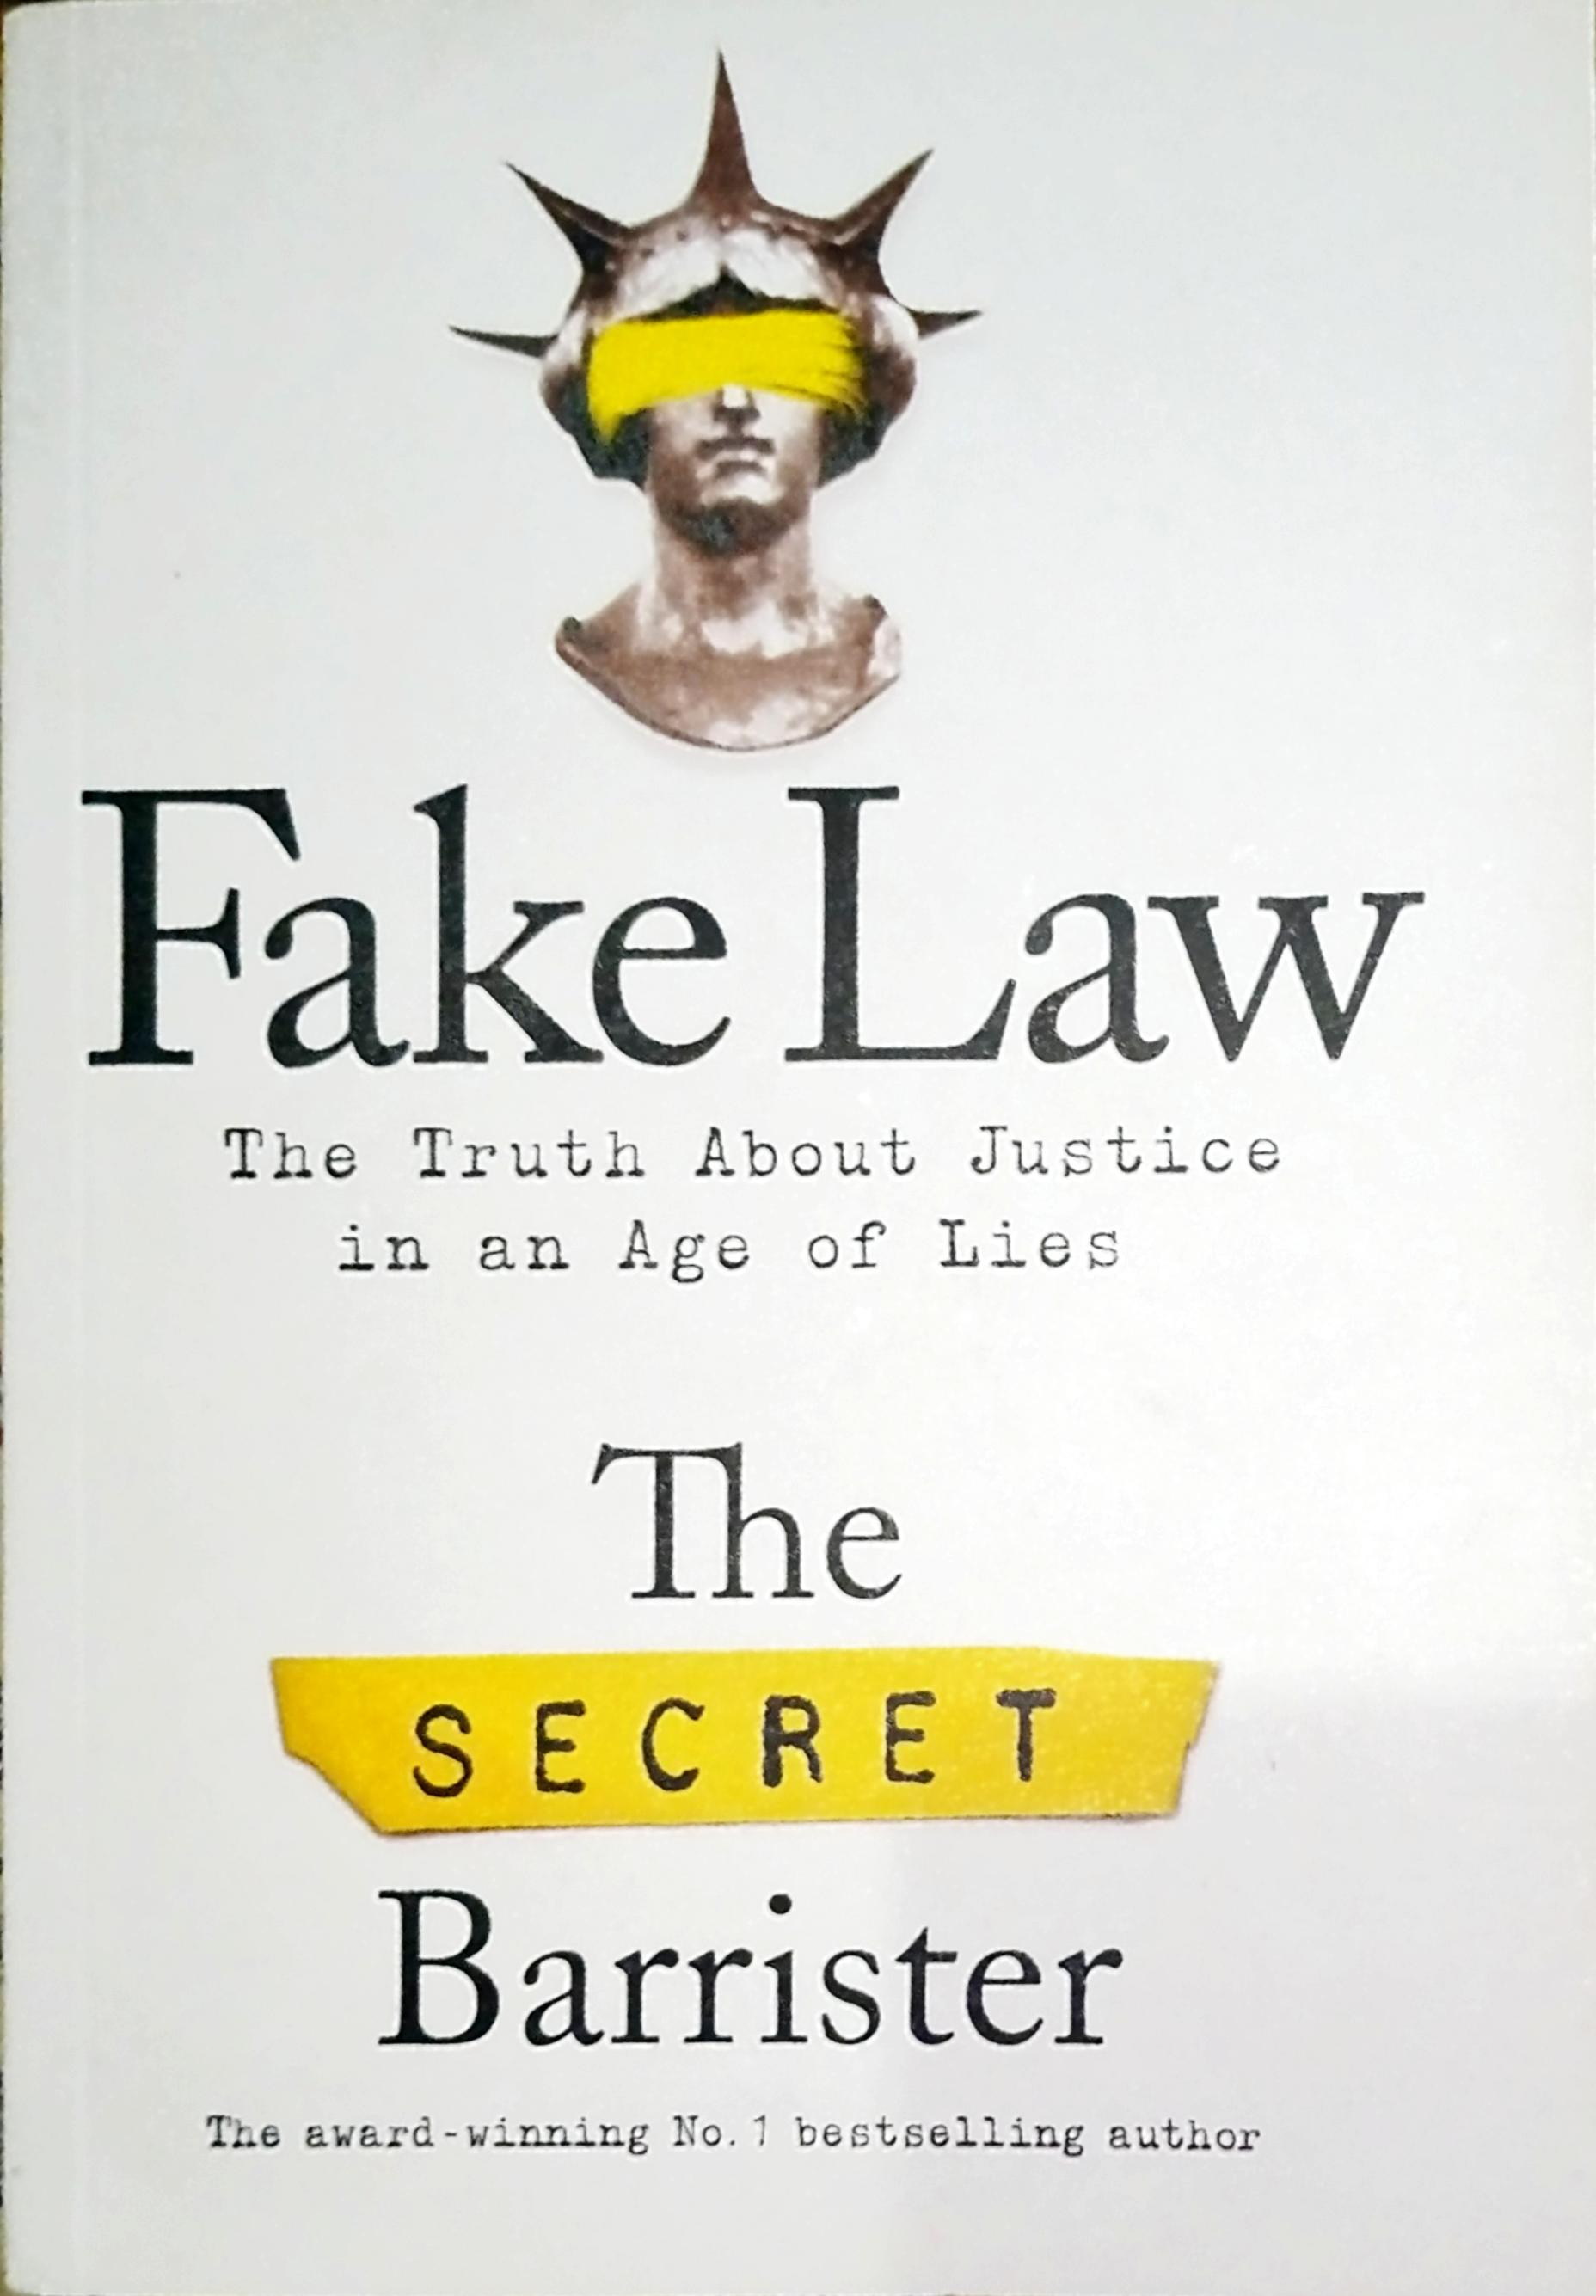 Fake Law
The Truth About Justice
in an Age of Lies
The
SECRET
Barrister
The award-winning No.1 bestselling author